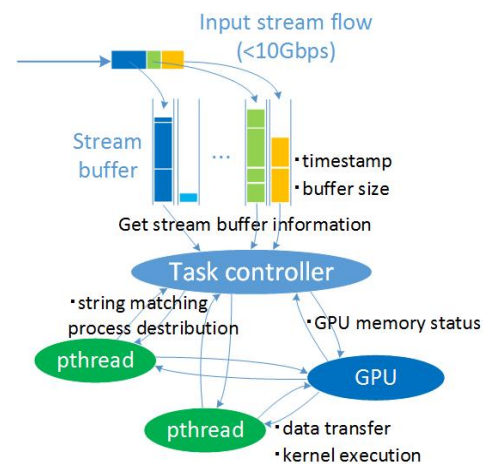 Input stream flow
(<10Gbps)
Stream
buffer
...
・timestamp
・buffer size
Get stream buffer information
Task controller
・string matching
process destribution
・GPU memory status
pthread
GPU
pthread
・data transfer
・kernel execution